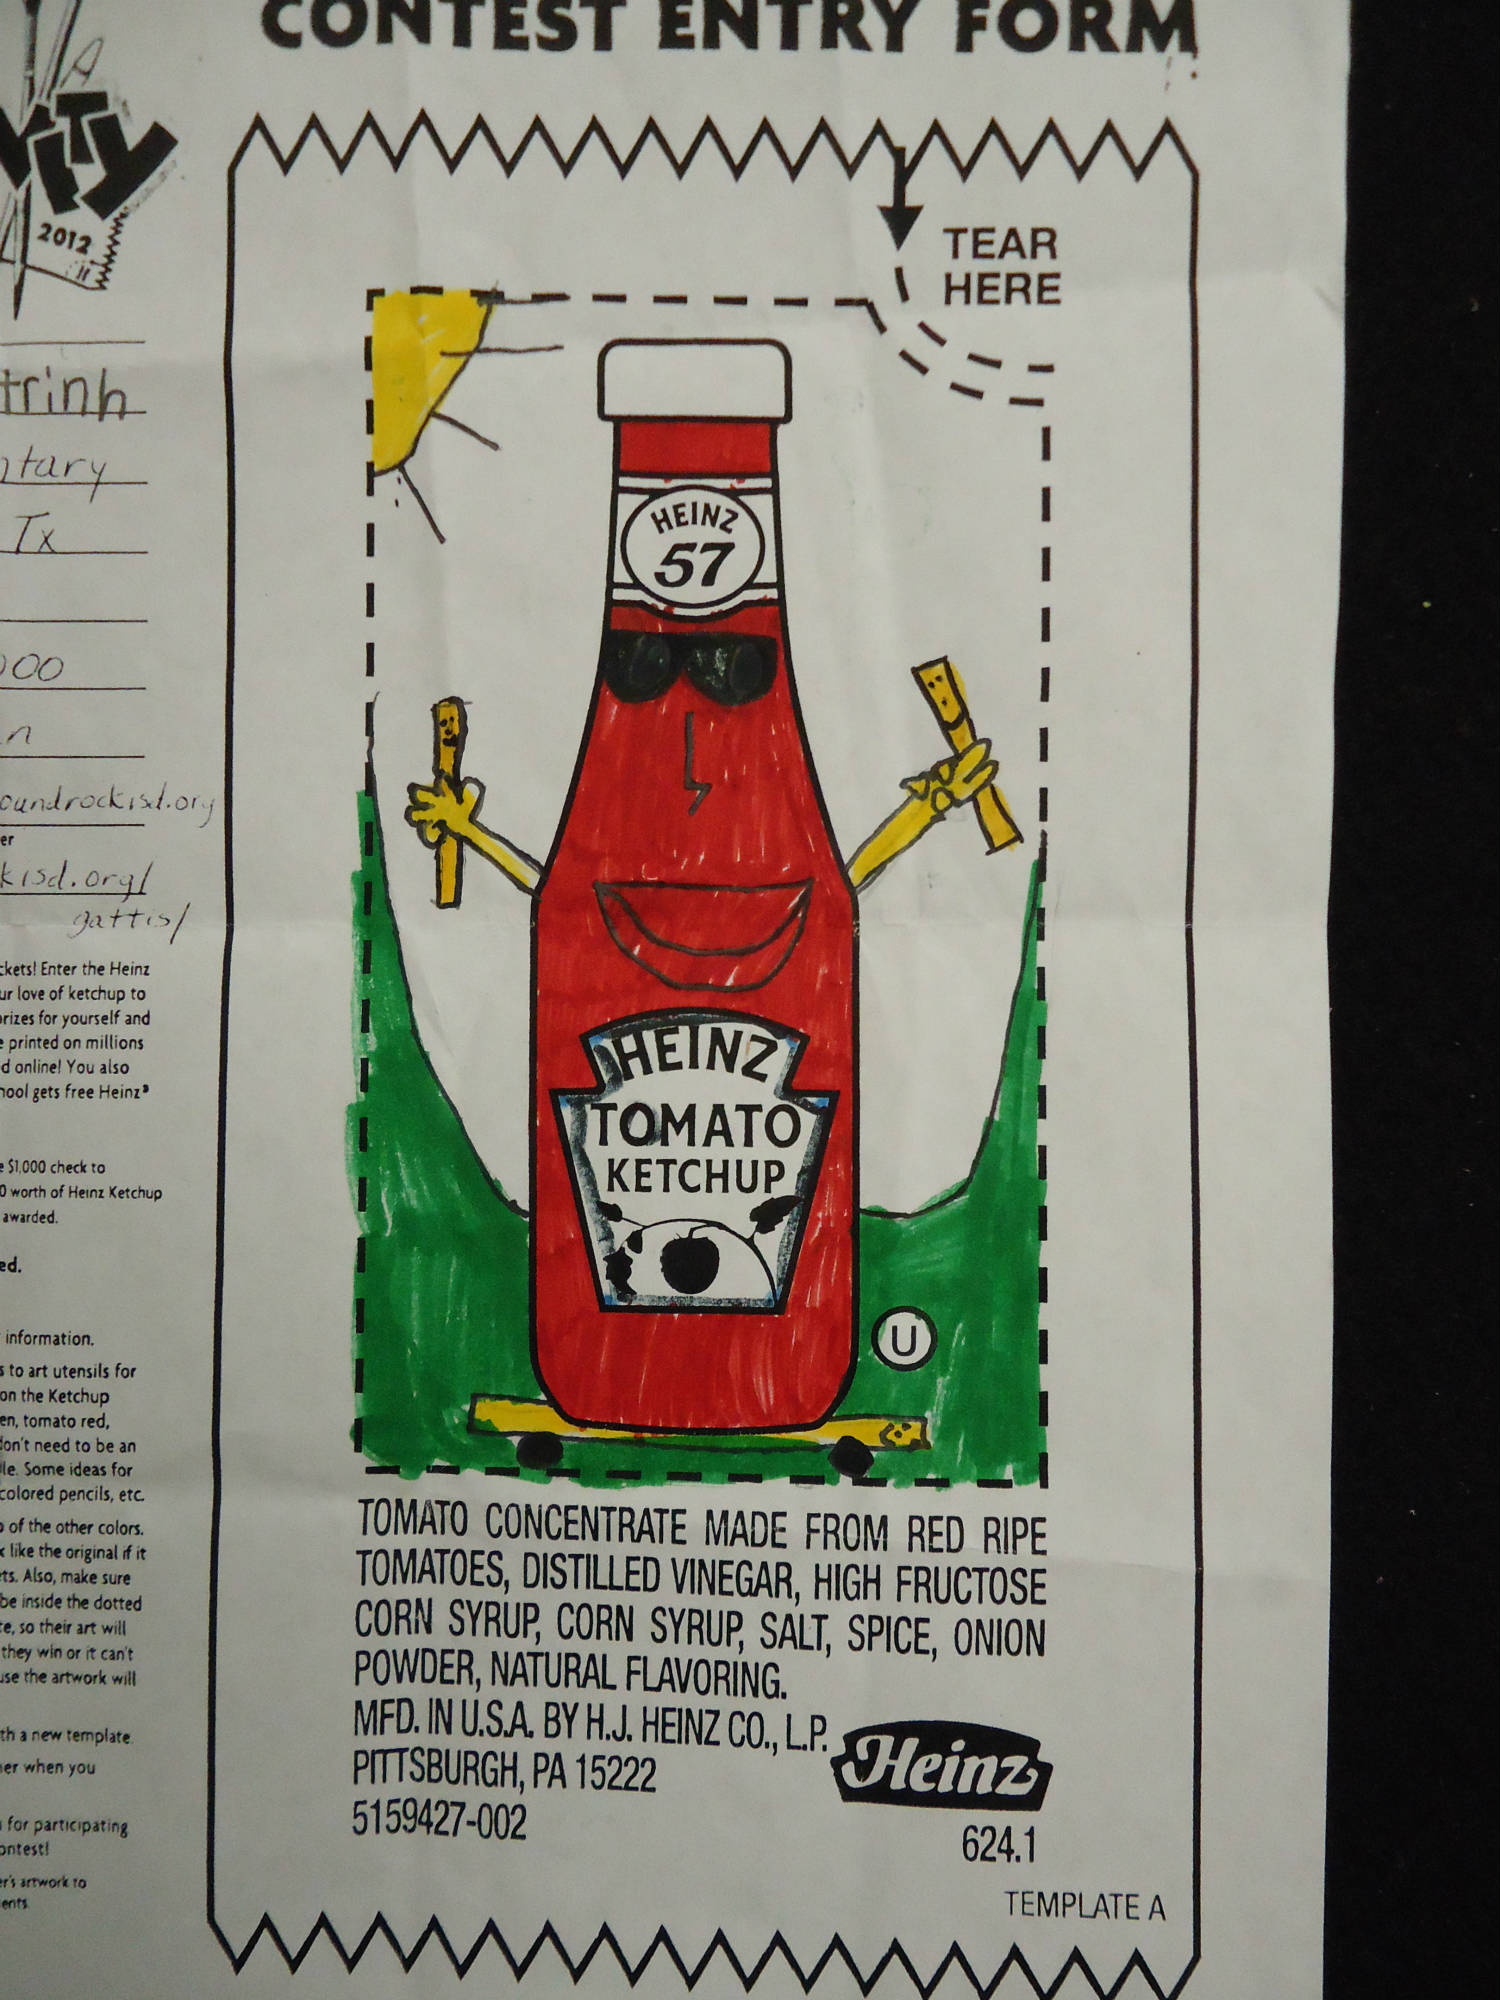 CONTEST ENTRY FORM
2012
trinh
Tx
oundrockisd.org
er
kisd.org/
gattis/
ckets! Enter the Heinz
ur love of ketchup to
prizes for yourself and
e printed on millions
d online! You also
hool gets free Heinz®
e $1,000 check to
0 worth of Heinz Ketchup
awarded.
ed.
information.
s to art utensils for
on the Ketchup
en, tomato red,
don't need to be an
le. Some ideas for
colored pencils, etc.
o of the other colors.
k like the original if it
ets. Also, make sure
be inside the dotted
te, so their art will
they win or it can't
use the artwork will
th a new template.
her when you
for participating
ontest!
er's artwork to
ents.
TEAR
HERE
HEINZ
57
HEINZ
TOMATO
KETCHUP
U
TOMATO CONCENTRATE MADE FROM RED RIPE
TOMATOES, DISTILLED VINEGAR, HIGH FRUCTOSE
CORN SYRUP, CORN SYRUP, SALT, SPICE, ONION
POWDER, NATURAL FLAVORING.
MFD. IN U.S.A. BY H.J. HEINZ CO., L.P.
PITTSBURGH, PA 15222
5159427-002
Heinz
624.1
TEMPLATE A